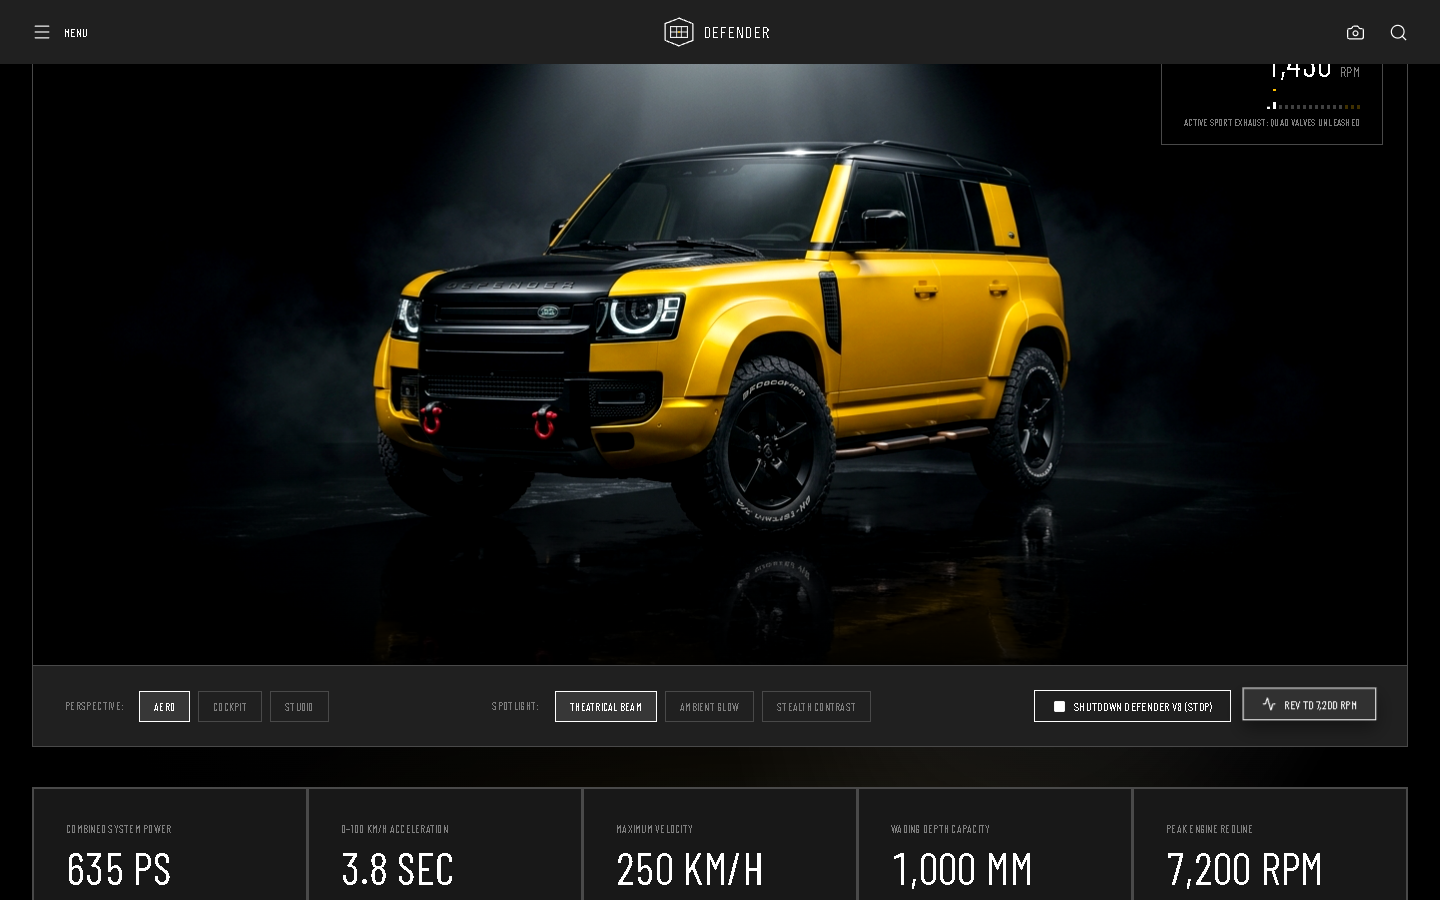 MENU
DEFENDER
1,430 RPM
ACTIVE SPORT EXHAUST: QUAD VALVES UNLEASHED
DEFENDER
PERSPECTIVE:
AERO
COCKPIT
STUDIO
SPOTLIGHT:
THEATRICAL BEAM
AMBIENT GLOW
STEALTH CONTRAST
SHUTDOWN DEFENDER V8 (STOP)
REV TO 7,200 RPM
COMBINED SYSTEM POWER
635 PS
0-100 KM/H ACCELERATION
3.8 SEC
MAXIMUM VELOCITY
250 KM/H
WADING DEPTH CAPACITY
1,000 MM
PEAK ENGINE REDLINE
7,200 RPM